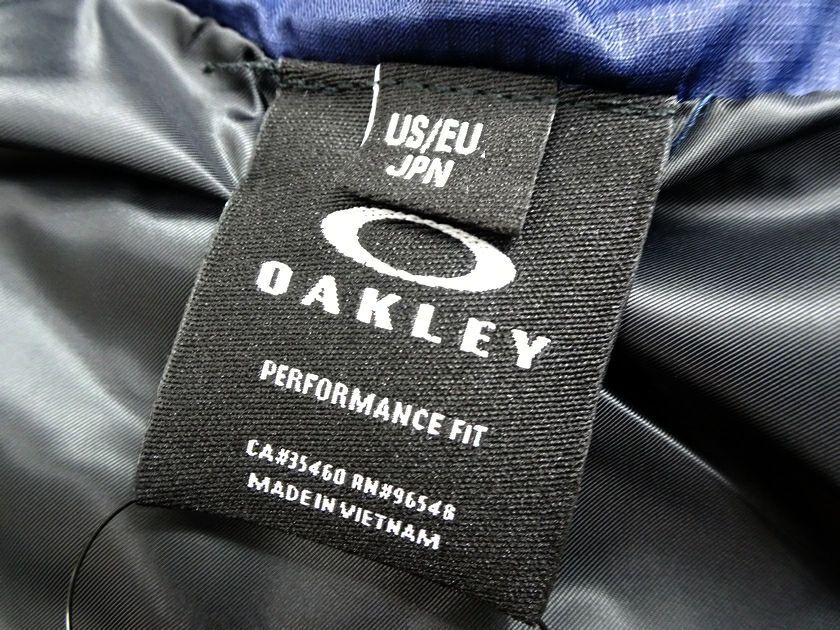 US/EU
JPN
OAKLEY
PERFORMANCE FIT
CA#35460 RN#96548
MADE IN VIETNAM